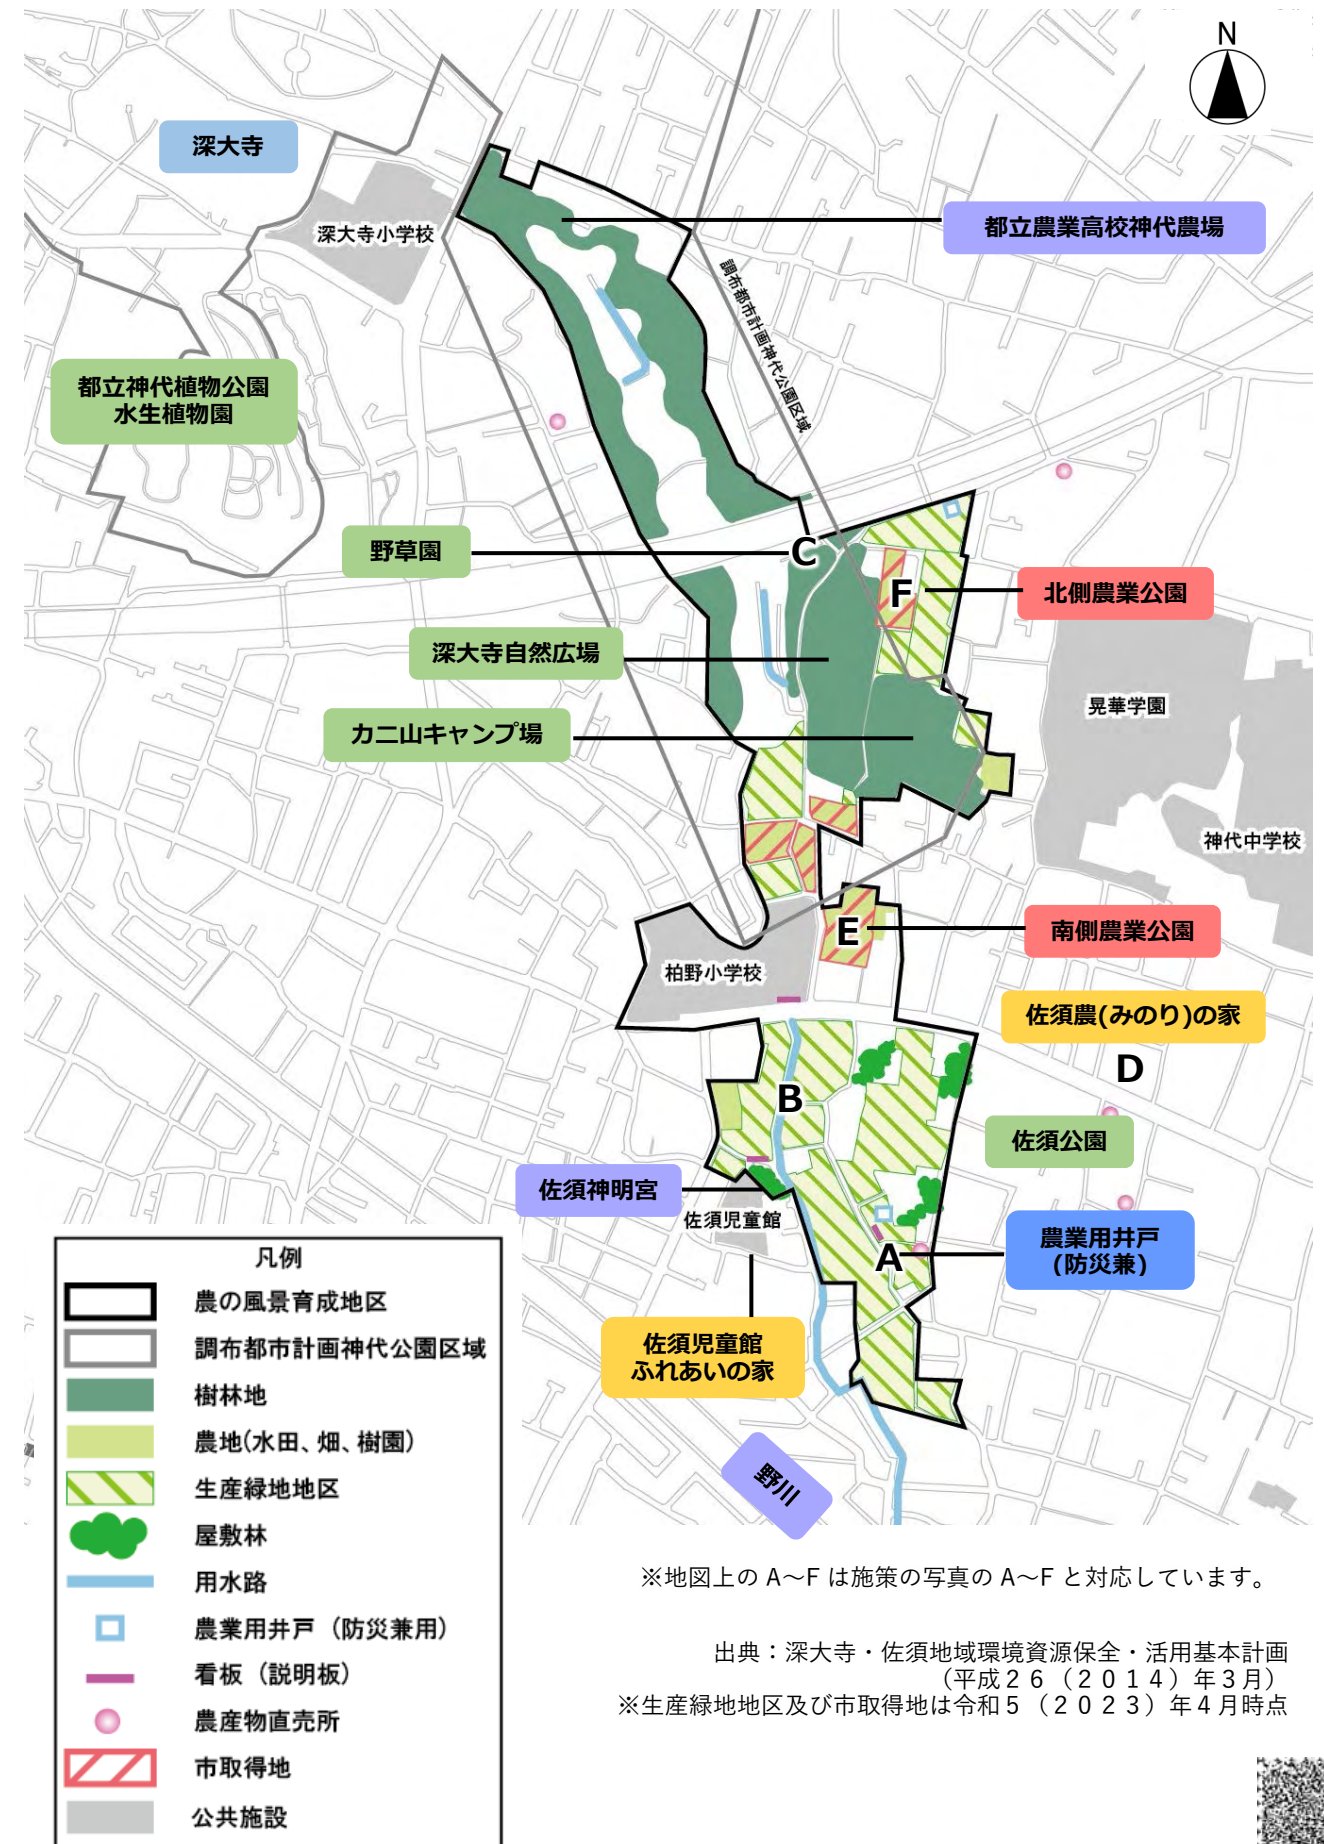 N
深大寺
深大寺小学校
都立農業高校神代農場
調布都市計画神代公園区域
都立神代植物公園
水生植物園
野草園
C
F
北側農業公園
深大寺自然広場
晃華学園
カニ山キャンプ場
神代中学校
E
南側農業公園
柏野小学校
佐須農(みのり)の家
D
B
佐須公園
佐須神明宮
佐須児童館
農業用井戸
(防災兼)
A
佐須児童館
ふれあいの家
野川
凡例
農の風景育成地区
調布都市計画神代公園区域
樹林地
農地(水田、畑、樹園)
生産緑地地区
屋敷林
用水路
農業用井戸（防災兼用）
看板（説明板）
農産物直売所
市取得地
公共施設
※地図上の A～F は施策の写真の A～F と対応しています。
出典：深大寺・佐須地域環境資源保全・活用基本計画
（平成２６（２０１４）年３月）
※生産緑地地区及び市取得地は令和５（２０２３）年４月時点